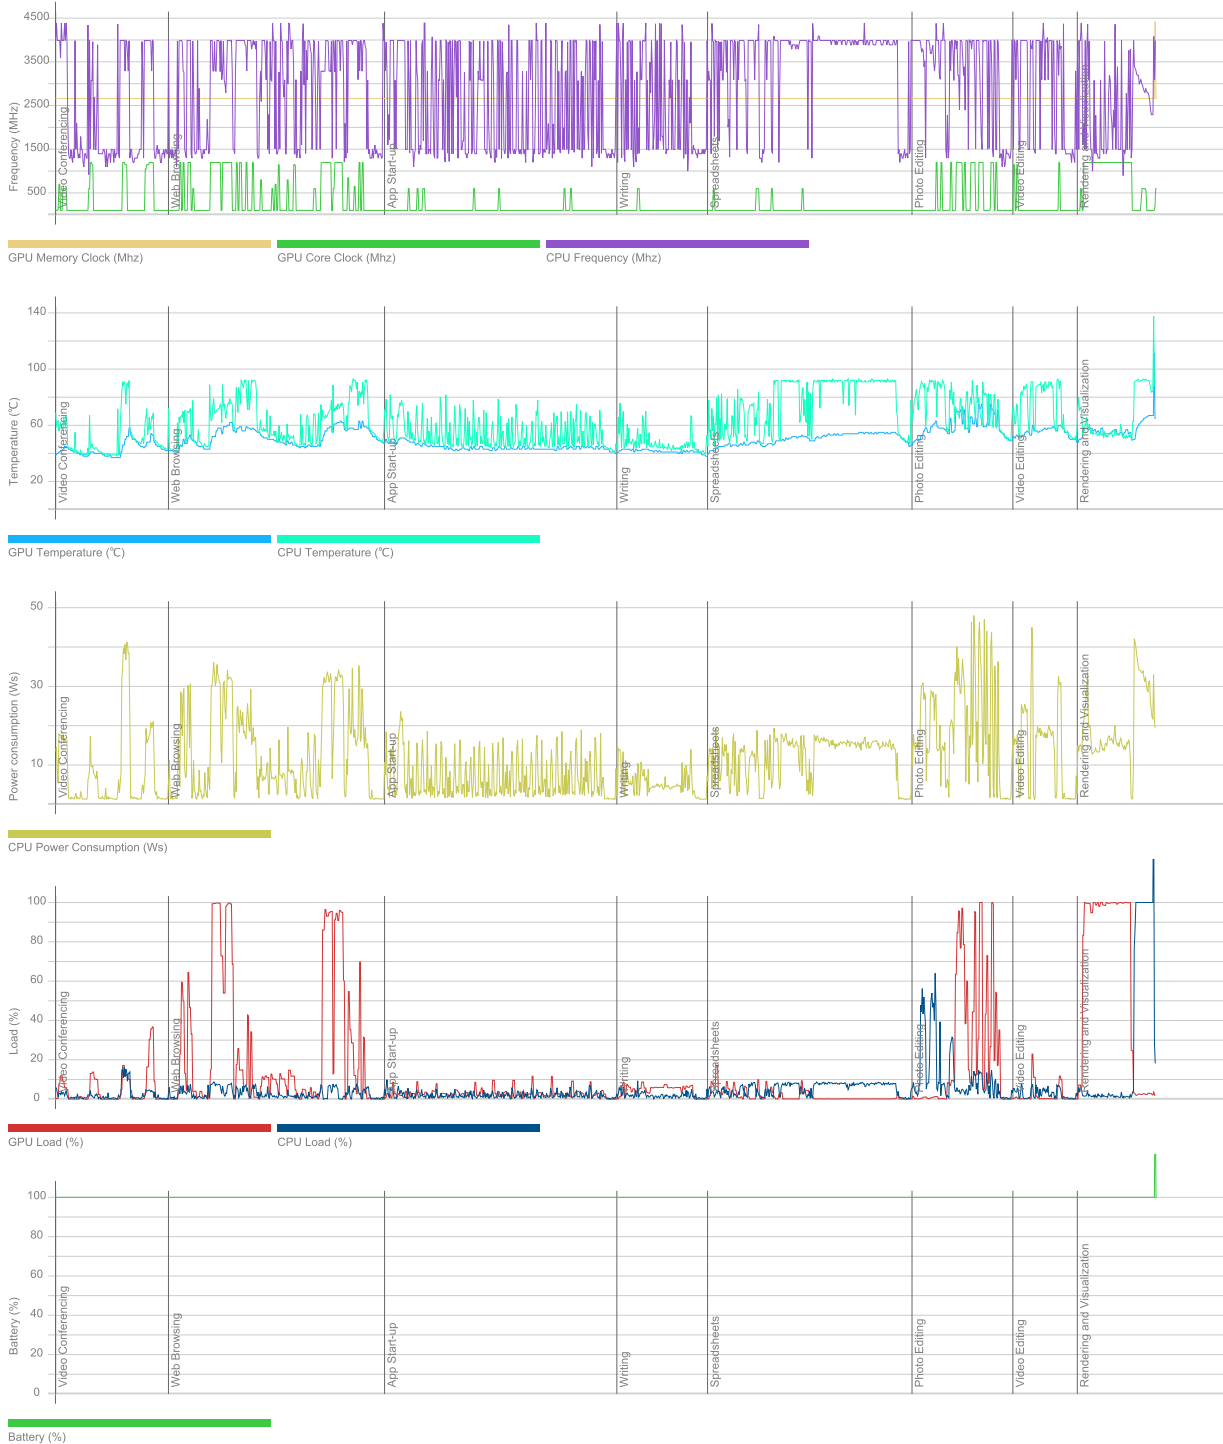 Frequency (MHz)
4500
3500
2500
1500
500
Video Conferencing
Web Browsing
App Start-up
Writing
Spreadsheets
Photo Editing
Video Editing
Rendering and Visualization
GPU Memory Clock (Mhz)
GPU Core Clock (Mhz)
CPU Frequency (Mhz)
Temperature (°C)
140
100
60
20
Video Conferencing
Web Browsing
App Start-up
Writing
Spreadsheets
Photo Editing
Video Editing
Rendering and Visualization
GPU Temperature (°C)
CPU Temperature (°C)
Power consumption (Ws)
50
30
10
Video Conferencing
Web Browsing
App Start-up
Writing
Spreadsheets
Photo Editing
Video Editing
Rendering and Visualization
CPU Power Consumption (Ws)
Load (%)
100
80
60
40
20
0
Video Conferencing
Web Browsing
App Start-up
Writing
Spreadsheets
Photo Editing
Video Editing
Rendering and Visualization
GPU Load (%)
CPU Load (%)
Battery (%)
100
80
60
40
20
0
Video Conferencing
Web Browsing
App Start-up
Writing
Spreadsheets
Photo Editing
Video Editing
Rendering and Visualization
Battery (%)